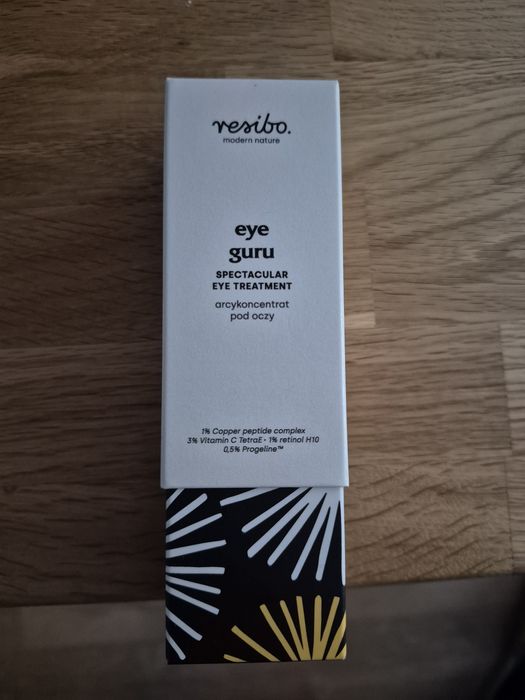 resibo.
modern nature
eye
guru
SPECTACULAR
EYE TREATMENT
arcykoncentrat
pod oczy
1% Copper peptide complex
3% Vitamin C TetraE • 1% retinol H10
0,5% Progeline™